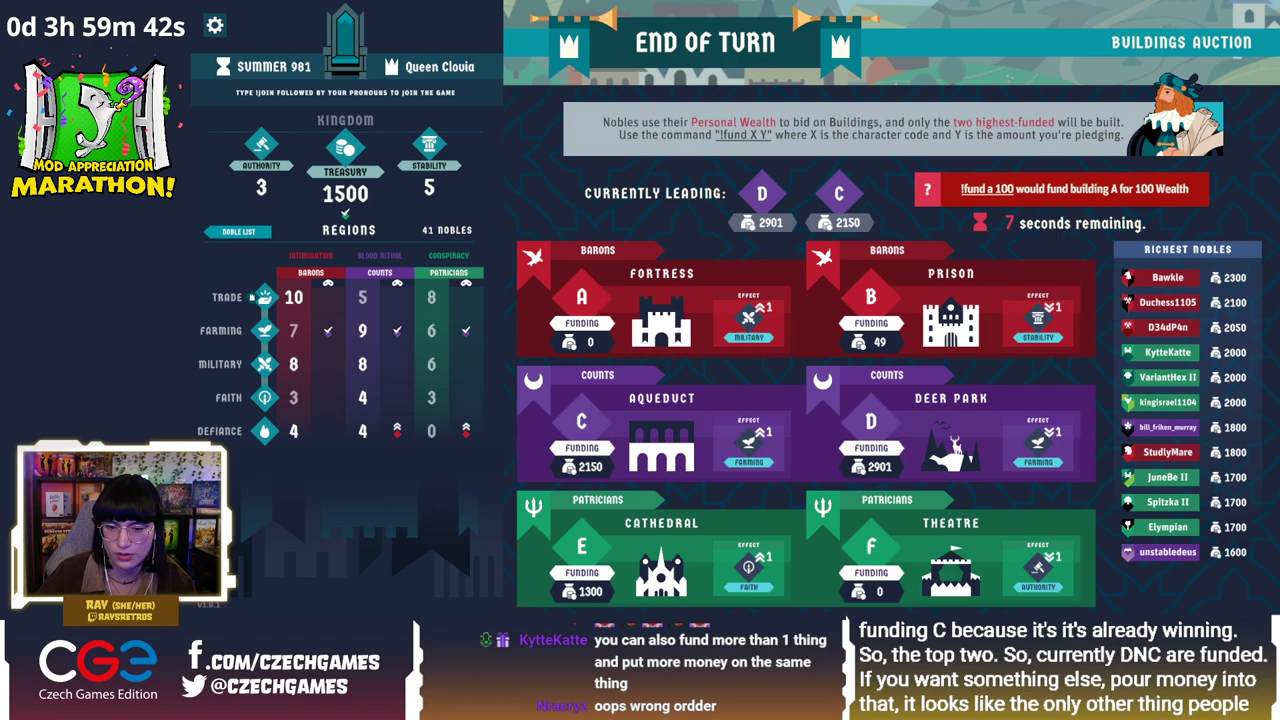 0d 3h 59m 42s
MOD APPRECIATION
MARATHON!
SUMMER 981
Queen Clovia
TYPE !JOIN FOLLOWED BY YOUR PRONOUNS TO JOIN THE GAME
KINGDOM
AUTHORITY
TREASURY
STABILITY
3
1500
5
NOBLE LIST
REGIONS
41 NOBLES
INTIMIDATION
BLOOD RITUAL
CONSPIRACY
BARONS
COUNTS
PATRICIANS
TRADE 10 5 8
FARMING 7 9 6
MILITARY 8 8 6
FAITH 3 4 3
DEFIANCE 4 4 0
RAY (SHE/HER)
RAYSRETROS
V1.0.1
END OF TURN
BUILDINGS AUCTION
Nobles use their Personal Wealth to bid on Buildings, and only the two highest-funded will be built.
Use the command "!fund X Y" where X is the character code and Y is the amount you're pledging.
CURRENTLY LEADING:
D
C
2901
2150
?
!fund a 100 would fund building A for 100 Wealth
7 seconds remaining.
BARONS
FORTRESS
A
FUNDING
0
EFFECT
1
MILITARY
BARONS
PRISON
B
FUNDING
49
EFFECT
1
STABILITY
COUNTS
AQUEDUCT
C
FUNDING
2150
EFFECT
1
FARMING
COUNTS
DEER PARK
D
FUNDING
2901
EFFECT
1
FARMING
PATRICIANS
CATHEDRAL
E
FUNDING
1300
EFFECT
1
FAITH
PATRICIANS
THEATRE
F
FUNDING
0
EFFECT
1
AUTHORITY
RICHEST NOBLES
Bawkle 2300
Duchess1105 2100
D34dP4n 2050
KytteKatte 2000
VariantHex II 2000
kingisrael1104 2000
bill_friken_murray 1800
StudlyMare 1800
JuneBe II 1700
Spitzka II 1700
Elympian 1700
unstabledeus 1600
CGE
Czech Games Edition
f.COM/CZECHGAMES
@CZECHGAMES
KytteKatte you can also fund more than 1 thing
and put more money on the same
thing
Nracryz oops wrong ordder
funding C because it's it's already winning.
So, the top two. So, currently DNC are funded.
If you want something else, pour money into
that, it looks like the only other thing people